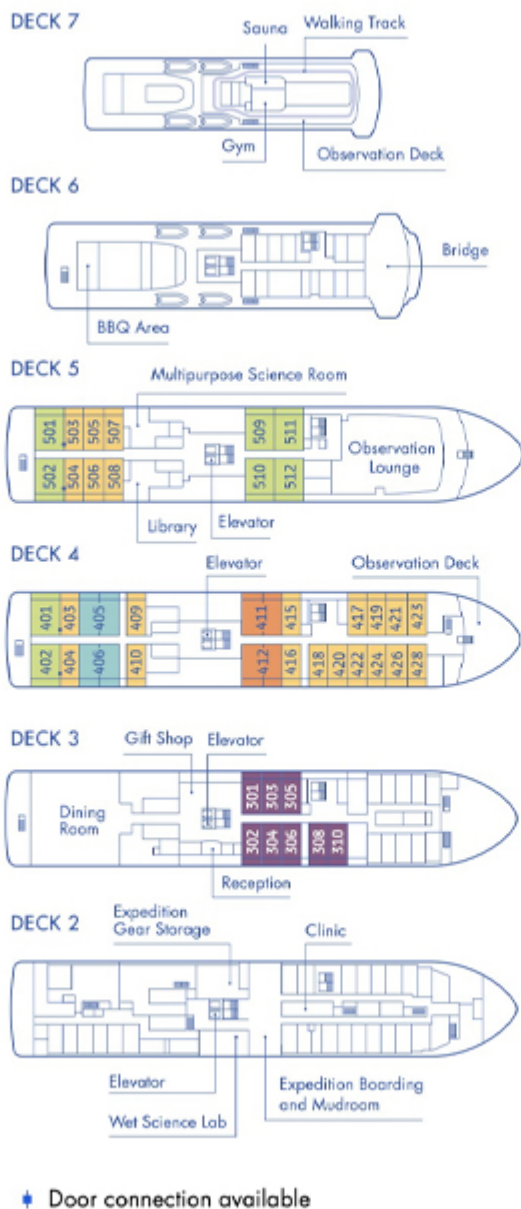 DECK 7
Sauna
Walking Track
Gym
Observation Deck
DECK 6
Bridge
BBQ Area
DECK 5
Multipurpose Science Room
501 503 505 507
509 511
502 504 506 508
510 512
Observation
Lounge
Library
Elevator
DECK 4
Elevator
Observation Deck
401 403 405 409
411 415
417 419 421 423
402 404 406 410
412 416 418 420 422 424 426 428
DECK 3
Gift Shop
Elevator
Dining
Room
301 303 305
302 304 306 308 310
Reception
DECK 2
Expedition
Gear Storage
Clinic
Elevator
Wet Science Lab
Expedition Boarding
and Mudroom
Door connection available